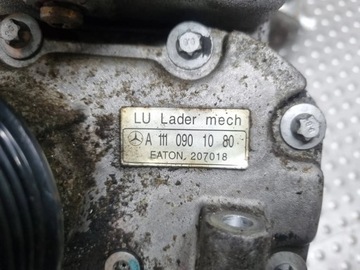 LU Lader mech
A 111 090 10 80
EATON, 207018